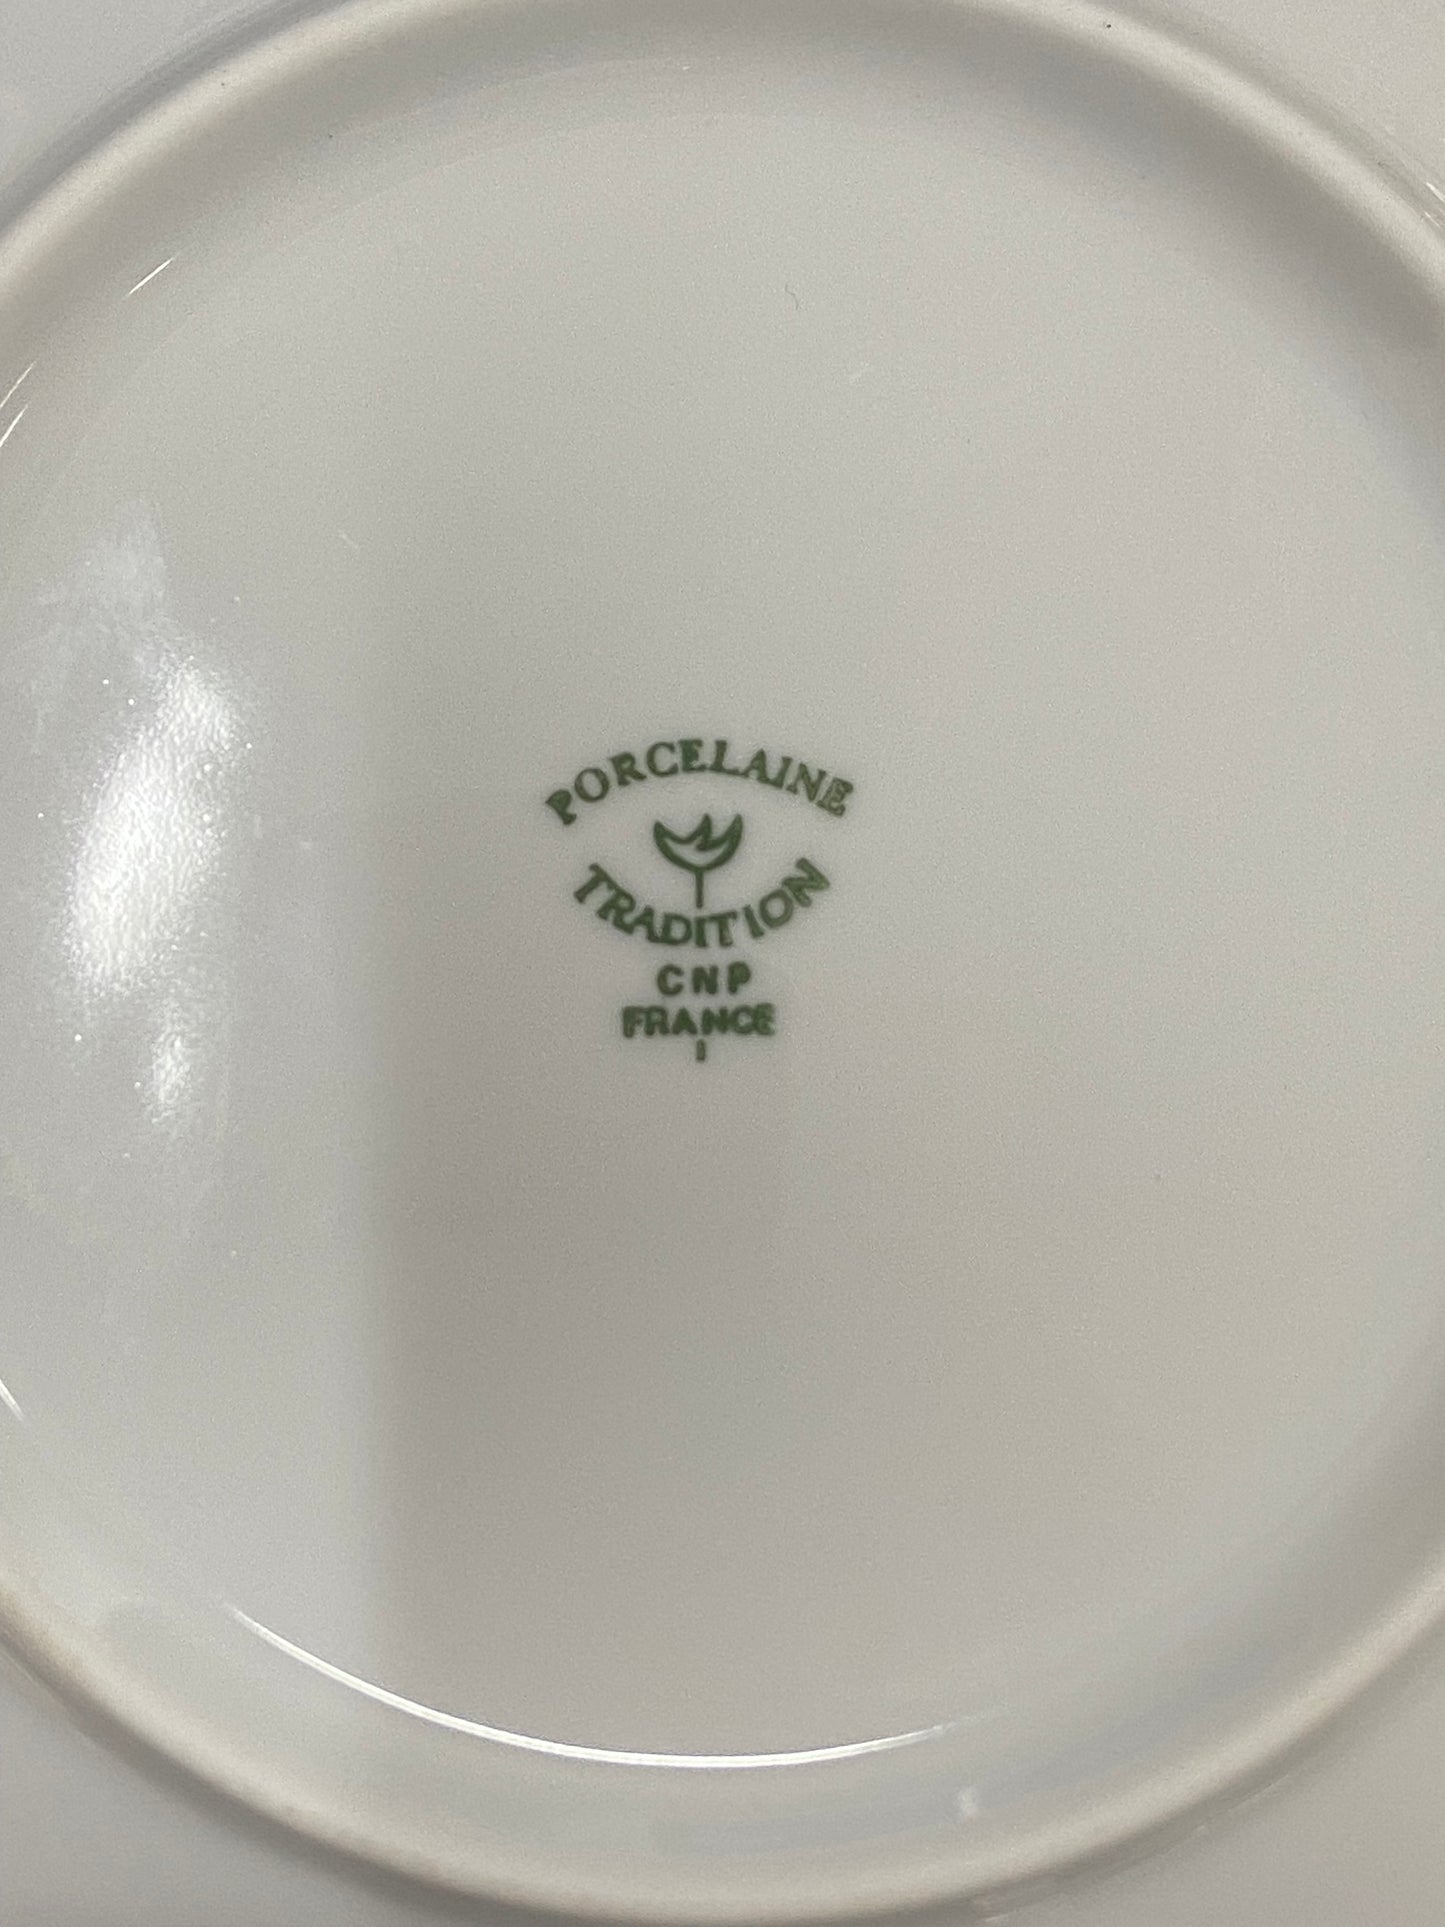 PORCELAINE
TRADITION
CNP
FRANCE
I